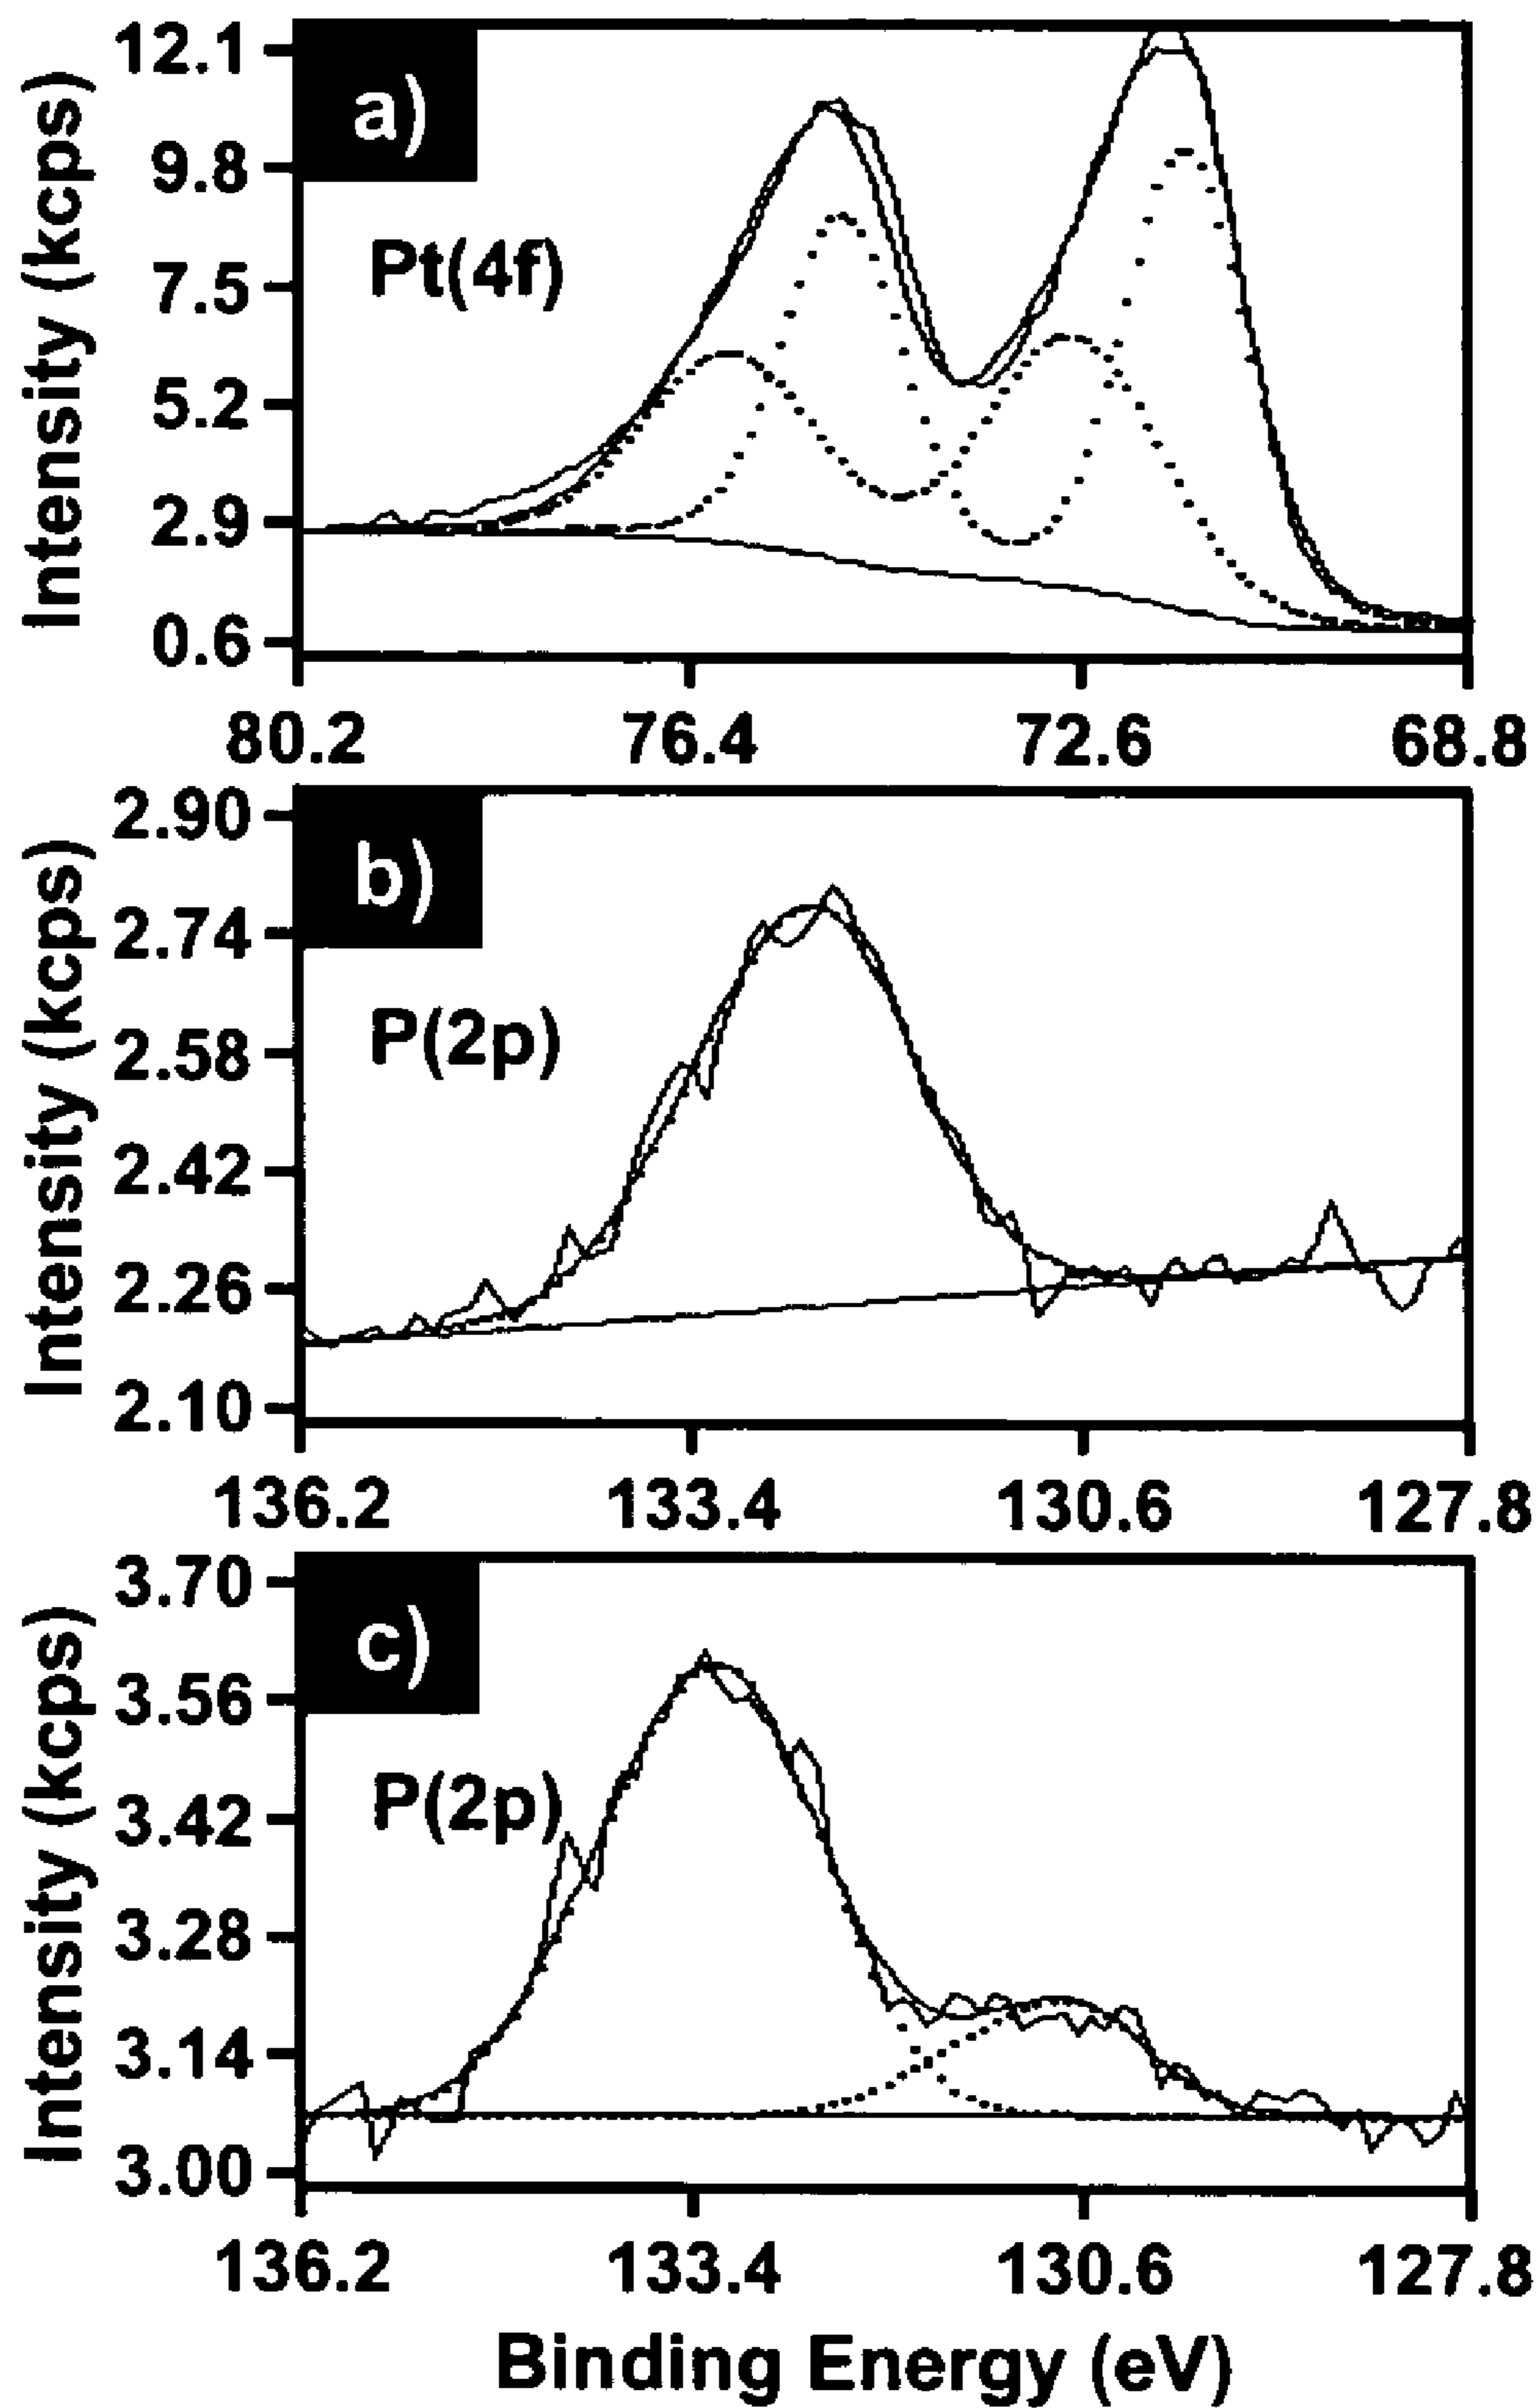 a)
Pt(4f)
Intensity (kcps)
12.1
9.8
7.5
5.2
2.9
0.6
80.2 76.4 72.6 68.8
b)
P(2p)
Intensity (kcps)
2.90
2.74
2.58
2.42
2.26
2.10
136.2 133.4 130.6 127.8
c)
P(2p)
Intensity (kcps)
3.70
3.56
3.42
3.28
3.14
3.00
136.2 133.4 130.6 127.8
Binding Energy (eV)